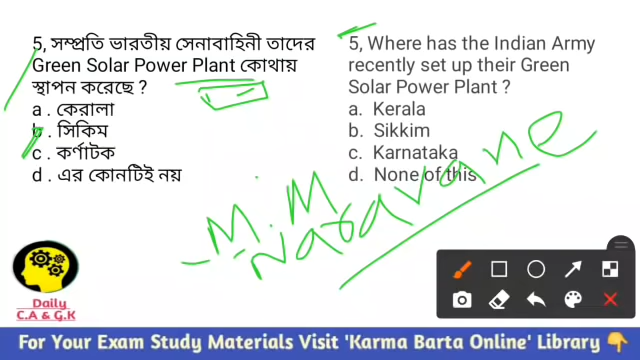 5, সম্প্রতি ভারতীয় সেনাবাহিনী তাদের
Green Solar Power Plant কোথায়
স্থাপন করেছে ?
a . কেরালা
b . সিকিম
c . কর্ণাটক
d . এর কোনটিই নয়
5, Where has the Indian Army
recently set up their Green
Solar Power Plant ?
a. Kerala
b. Sikkim
c. Karnataka
d. None of this
M.M
Naravane
Daily
C.A & G.K
For Your Exam Study Materials Visit 'Karma Barta Online' Library 👇